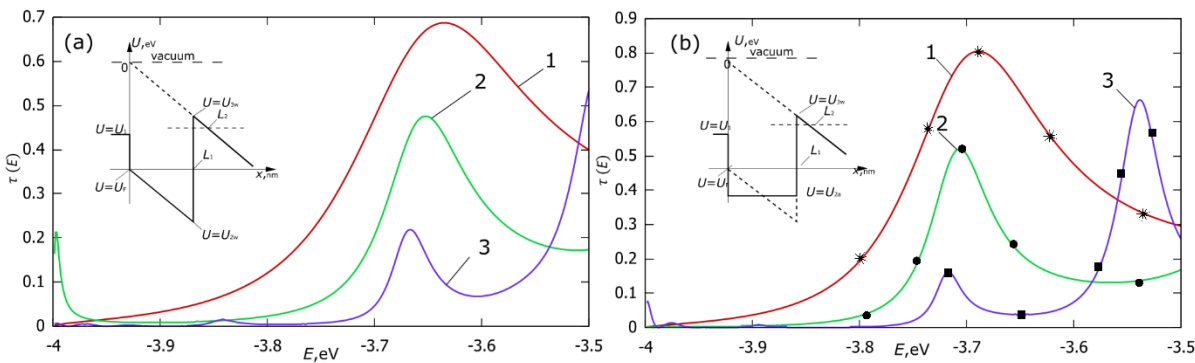 (a)
U,eV
vacuum
0
U=U3w
L2
U=U1
L1
x,nm
U=UF
U=U2w
1
2
3
0.7
0.6
0.5
0.4
0.3
0.2
0.1
0
τ (E)
-4
-3.9
-3.8
-3.7
-3.6
-3.5
E,eV
(b)
U,eV
vacuum
0
U=U3w
L2
L1
x,nm
1
2
3
0.9
0.8
0.7
0.6
0.5
0.4
0.3
0.2
0.1
0
τ (E)
-4
-3.9
-3.8
-3.7
-3.6
-3.5
E,eV